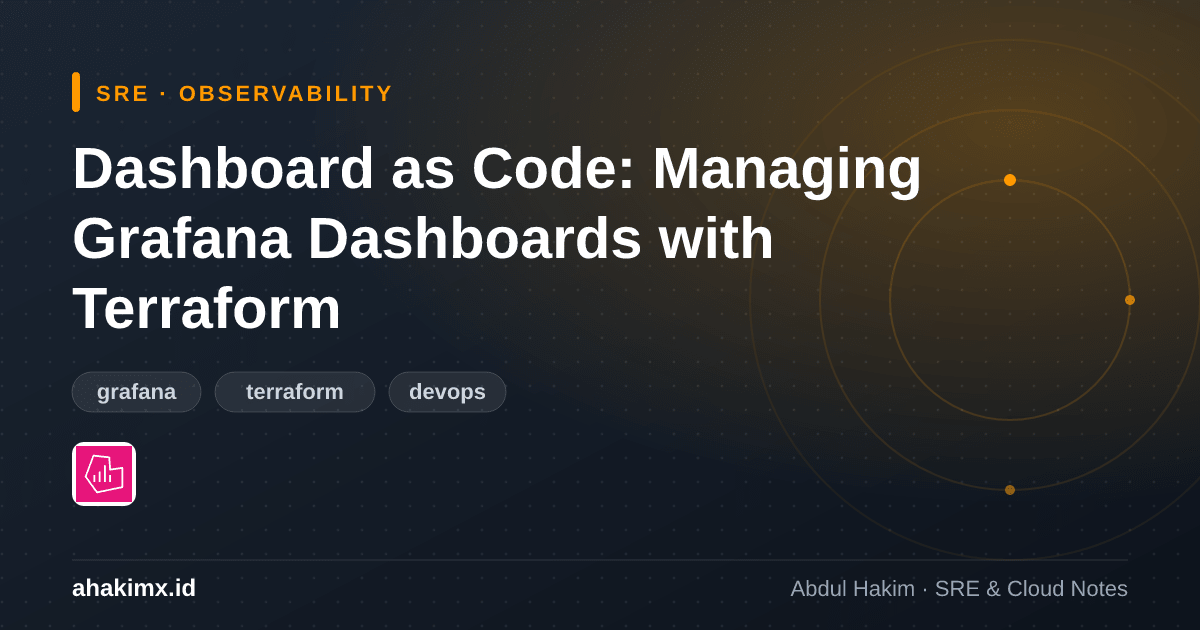 SRE · OBSERVABILITY
Dashboard as Code: Managing
Grafana Dashboards with
Terraform
grafana
terraform
devops
ahakimx.id
Abdul Hakim · SRE & Cloud Notes